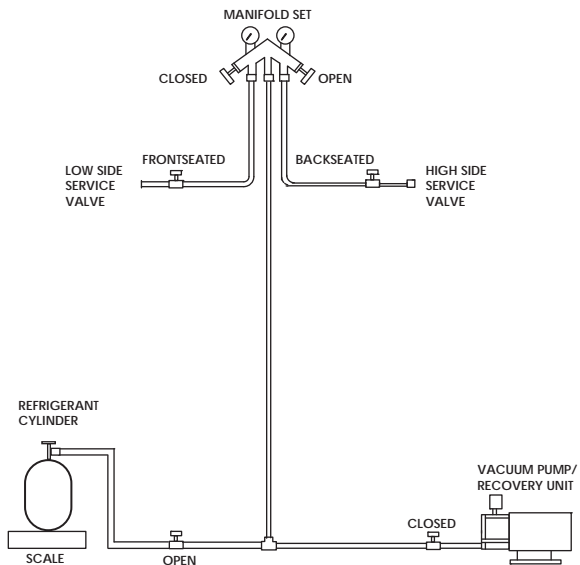 MANIFOLD SET
CLOSED
OPEN
FRONTSEATED
BACKSEATED
LOW SIDE
SERVICE
VALVE
HIGH SIDE
SERVICE
VALVE
REFRIGERANT
CYLINDER
VACUUM PUMP/
RECOVERY UNIT
CLOSED
SCALE
OPEN